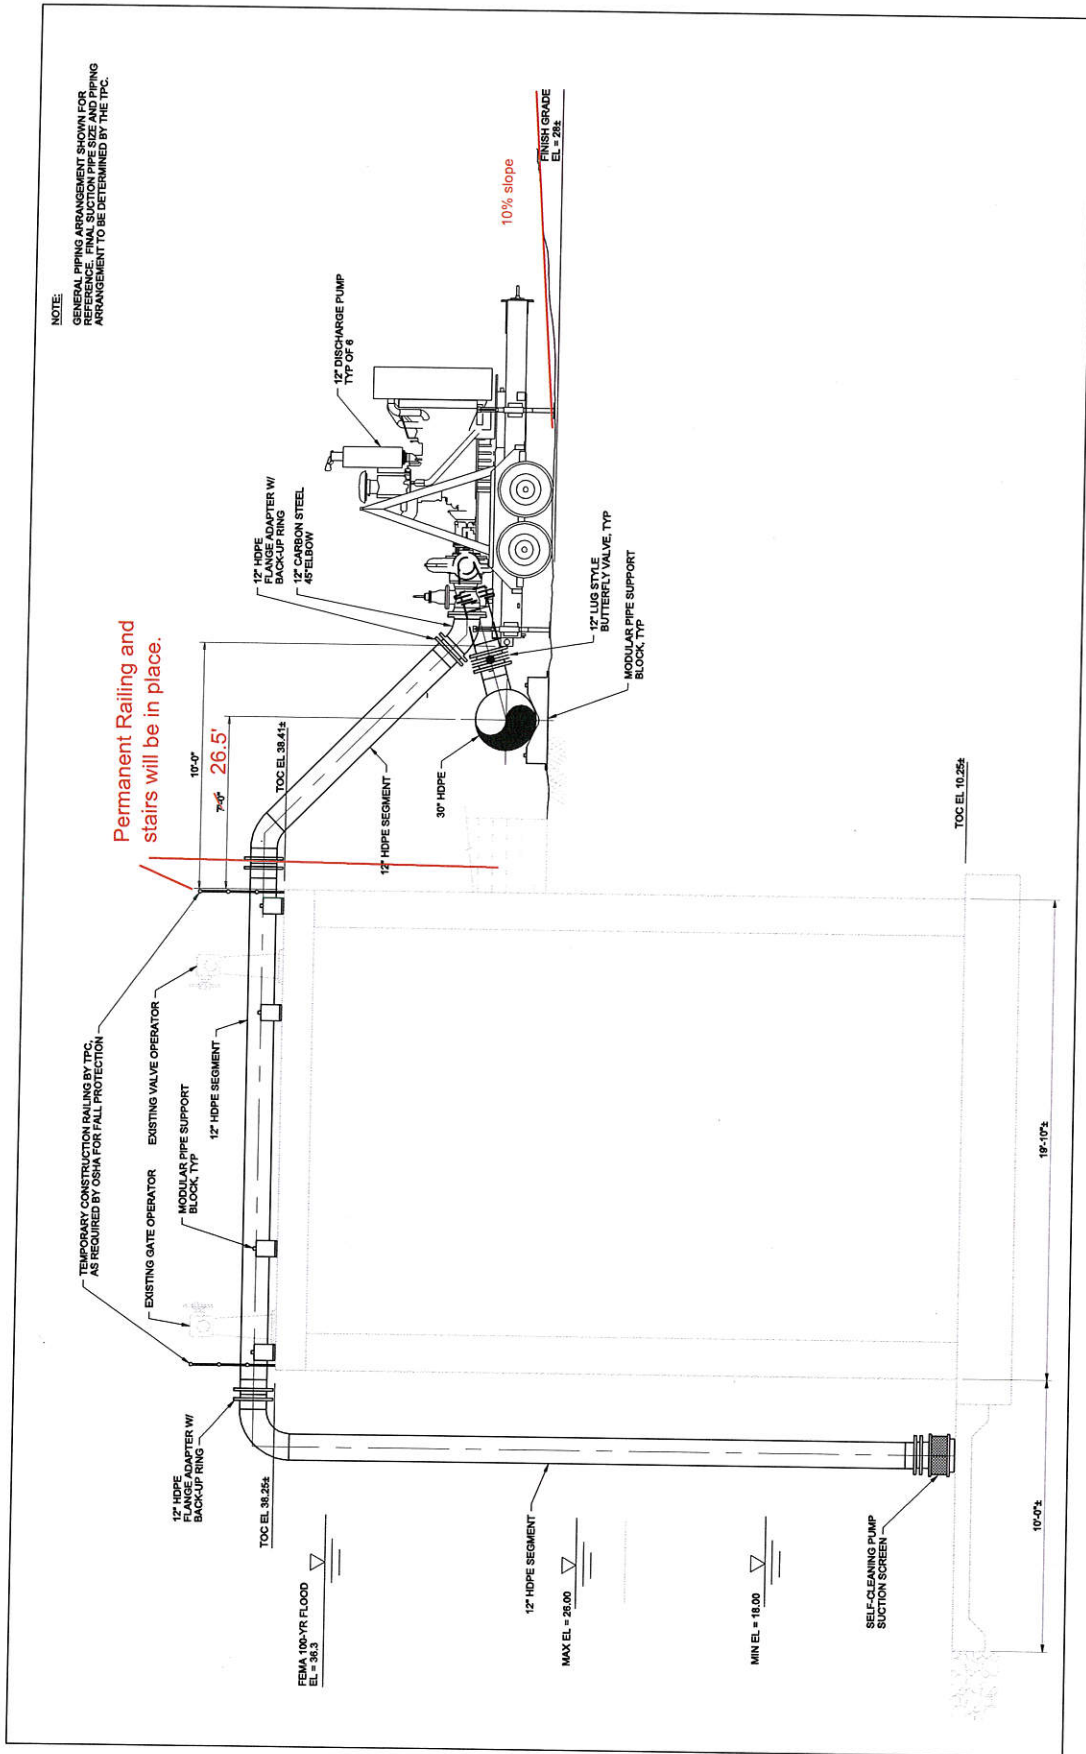 NOTE:
GENERAL PIPING ARRANGEMENT SHOWN FOR
REFERENCE. FINAL SUCTION PIPE SIZE AND PIPING
ARRANGEMENT TO BE DETERMINED BY THE TPC.
TEMPORARY CONSTRUCTION RAILING BY TPC,
AS REQUIRED BY OSHA FOR FALL PROTECTION
EXISTING GATE OPERATOR
EXISTING VALVE OPERATOR
MODULAR PIPE SUPPORT
BLOCK, TYP
12" HDPE SEGMENT
Permanent Railing and
stairs will be in place.
10'-0"
7'-0"
26.5'
TOC EL 38.41±
12" HDPE
FLANGE ADAPTER W/
BACK-UP RING
12" CARBON STEEL
45°ELBOW
12" DISCHARGE PUMP
TYP OF 6
10% slope
FINISH GRADE
EL = 28±
12" HDPE
FLANGE ADAPTER W/
BACK-UP RING
TOC EL 38.25±
12" HDPE SEGMENT
30" HDPE
12" LUG STYLE
BUTTERFLY VALVE, TYP
MODULAR PIPE SUPPORT
BLOCK, TYP
FEMA 100-YR FLOOD
EL = 36.3
12" HDPE SEGMENT
MAX EL = 26.00
MIN EL = 18.00
SELF-CLEANING PUMP
SUCTION SCREEN
TOC EL 10.25±
10'-0"±
19'-10"±